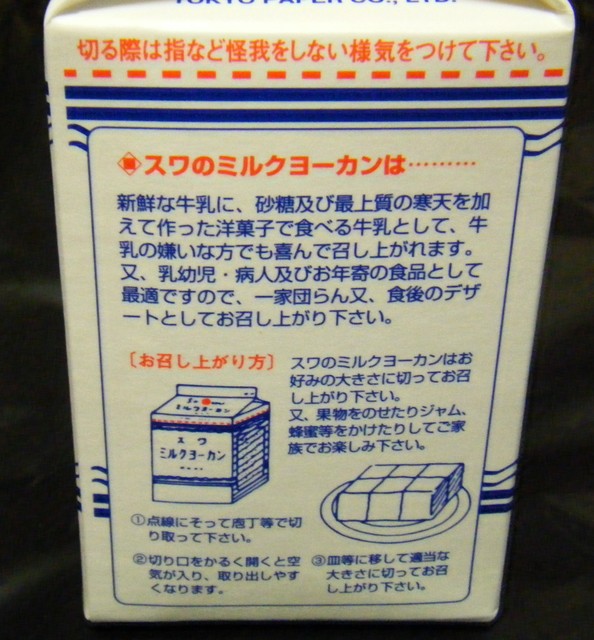 TOKYO PAPER CO., LTD.
切る際は指など怪我をしない様気をつけて下さい。
スワのミルクヨーカンは………
新鮮な牛乳に、砂糖及び最上質の寒天を加
えて作った洋菓子で食べる牛乳として、牛
乳の嫌いな方でも喜んで召し上がれます。
又、乳幼児・病人及びお年寄の食品として
最適ですので、一家団らん又、食後のデザ
ートとしてお召し上がり下さい。
〔お召し上がり方〕
スワのミルクヨーカンはお
好みの大きさに切ってお召
し上がり下さい。
又、果物をのせたりジャム、
蜂蜜等をかけたりしてご家
族でお楽しみ下さい。
ミルクヨーカン
スワ
ミルクヨーカン
①点線にそって庖丁等で切
り取って下さい。
②切り口をかるく開くと空
気が入り、取り出しやす
くなります。
③皿等に移して適当な
大きさに切ってお召
し上がり下さい。